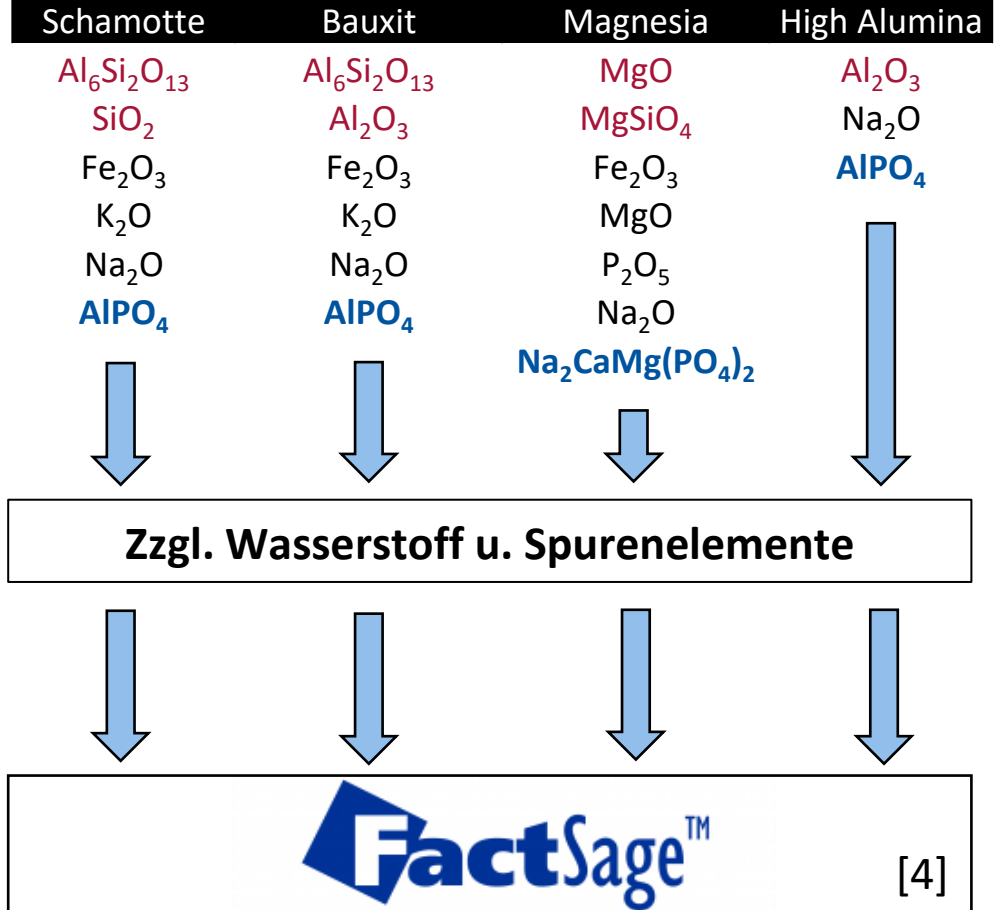 Schamotte Bauxit Magnesia High Alumina
Al₆Si₂O₁₃ Al₆Si₂O₁₃ MgO Al₂O₃
SiO₂ Al₂O₃ MgSiO₄ Na₂O
Fe₂O₃ Fe₂O₃ Fe₂O₃ AlPO₄
K₂O K₂O MgO
Na₂O Na₂O P₂O₅
AlPO₄ AlPO₄ Na₂O
Na₂CaMg(PO₄)₂
Zzgl. Wasserstoff u. Spurenelemente
FactSage™
[4]